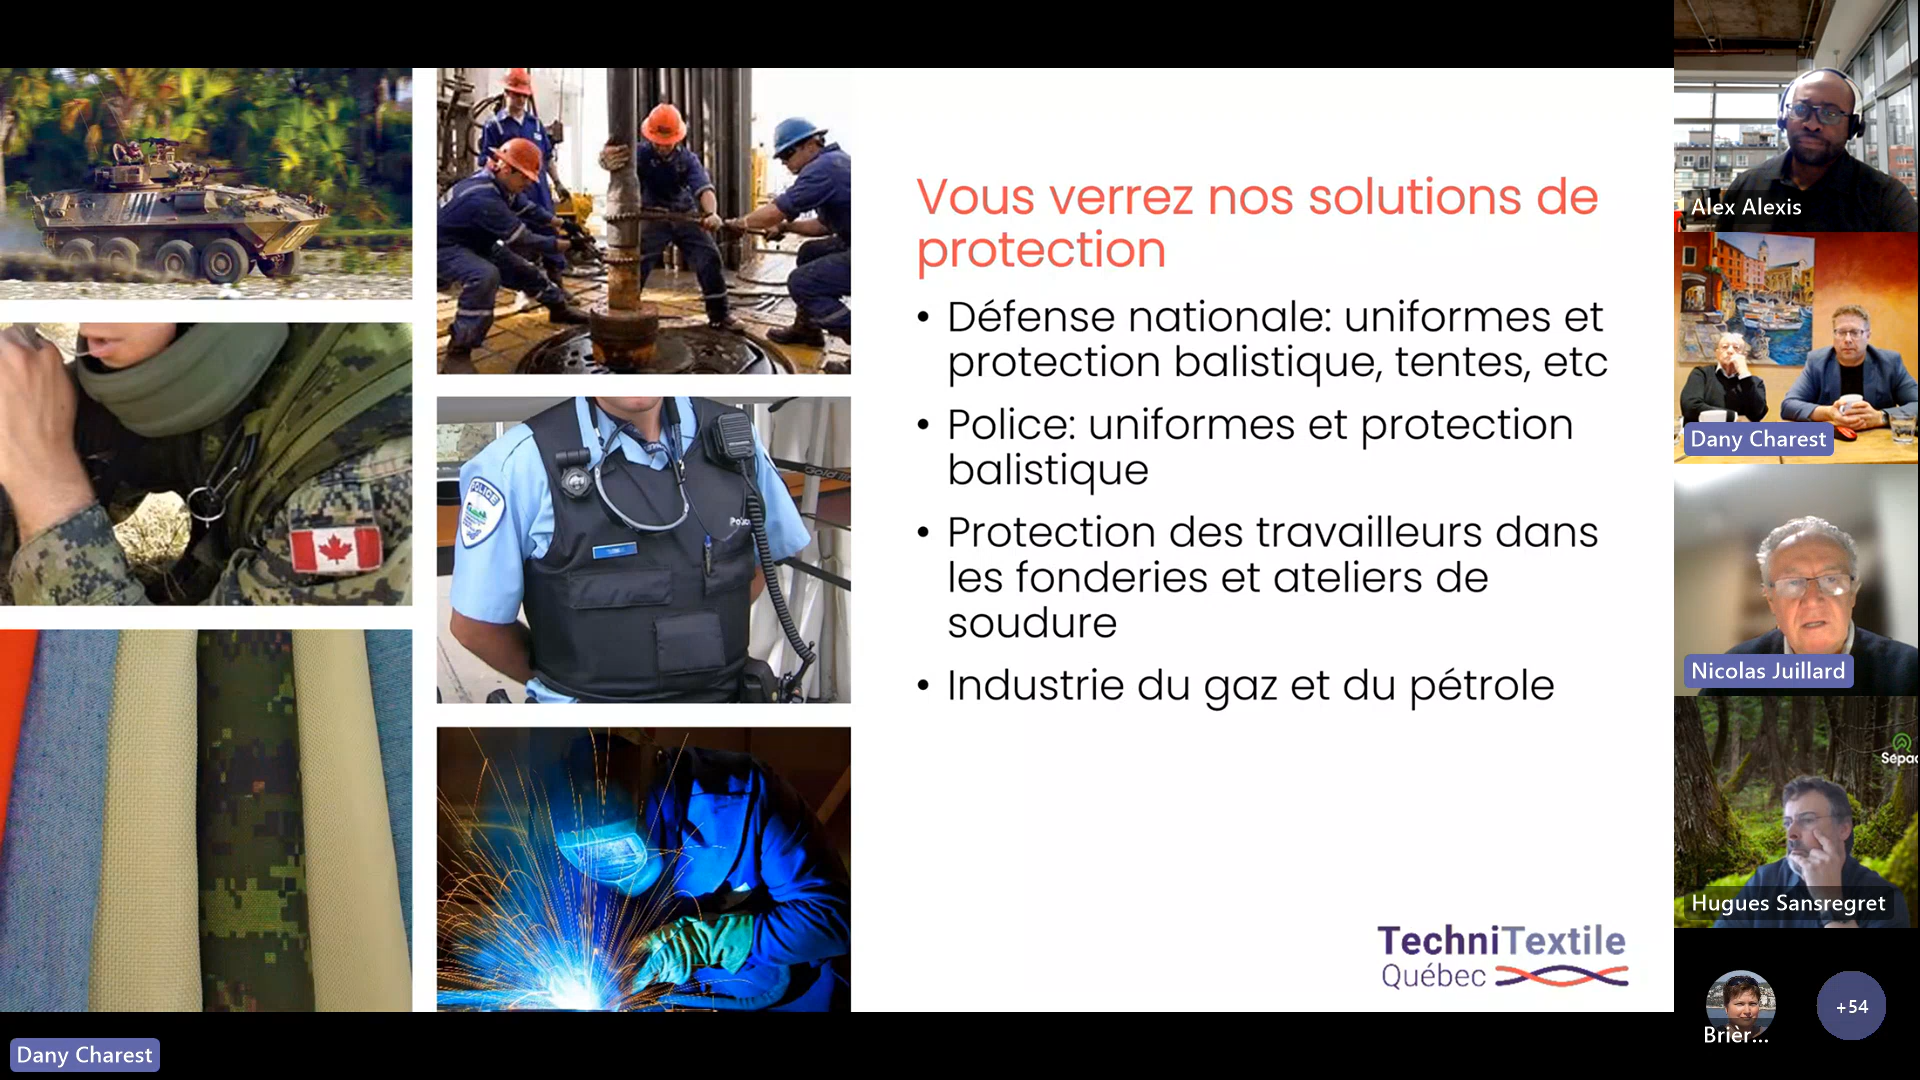 Vous verrez nos solutions de
protection
• Défense nationale: uniformes et
protection balistique, tentes, etc
• Police: uniformes et protection
balistique
• Protection des travailleurs dans
les fonderies et ateliers de
soudure
• Industrie du gaz et du pétrole
TechniTextile
Québec
POLICE
Alex Alexis
Dany Charest
Nicolas Juillard
Hugues Sansregret
Brièr...
+54
Dany Charest